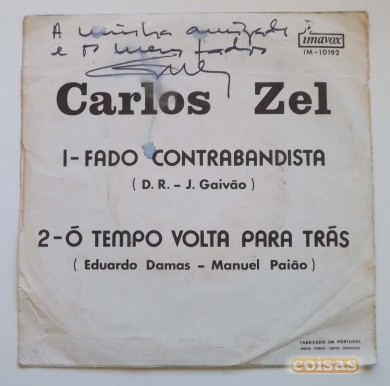 A minha amizade
e os meus fados
imavox
IM-10192
Carlos Zel
1-FADO CONTRABANDISTA
( D. R. - J. Gaivão )
2-Ó TEMPO VOLTA PARA TRÁS
( Eduardo Damas - Manuel Paião )
FABRICADO EM PORTUGAL
coisas